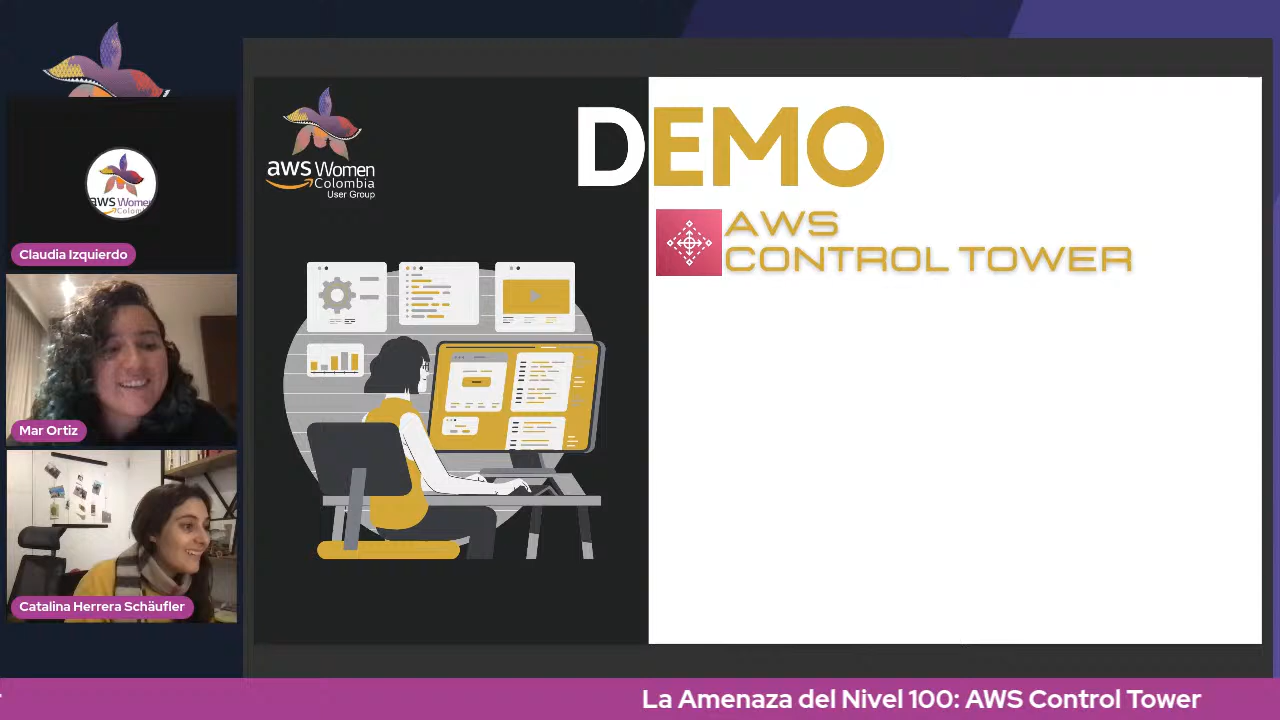 aws Women
Colombia
Claudia Izquierdo
Mar Ortiz
Catalina Herrera Schäufler
aws Women
Colombia
User Group
DEMO
AWS
CONTROL TOWER
La Amenaza del Nivel 100: AWS Control Tower